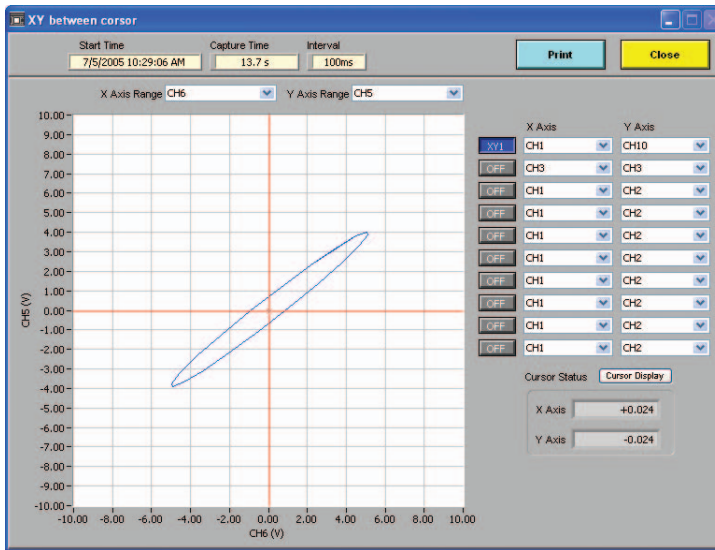 XY between corsor
Start Time Capture Time Interval
7/5/2005 10:29:06 AM 13.7 s 100ms Print Close
X Axis Range CH6 Y Axis Range CH5
X Axis Y Axis
XY1 CH1 CH10
OFF CH3 CH3
OFF CH1 CH2
OFF CH1 CH2
OFF CH1 CH2
OFF CH1 CH2
OFF CH1 CH2
OFF CH1 CH2
OFF CH1 CH2
OFF CH1 CH2
Cursor Status Cursor Display
X Axis +0.024
Y Axis -0.024
10.00
9.00
8.00
7.00
6.00
5.00
4.00
3.00
2.00
1.00
0.00
-1.00
-2.00
-3.00
-4.00
-5.00
-6.00
-7.00
-8.00
-9.00
-10.00
CH5 (V)
-10.00 -8.00 -6.00 -4.00 -2.00 0.00 2.00 4.00 6.00 8.00 10.00
CH6 (V)